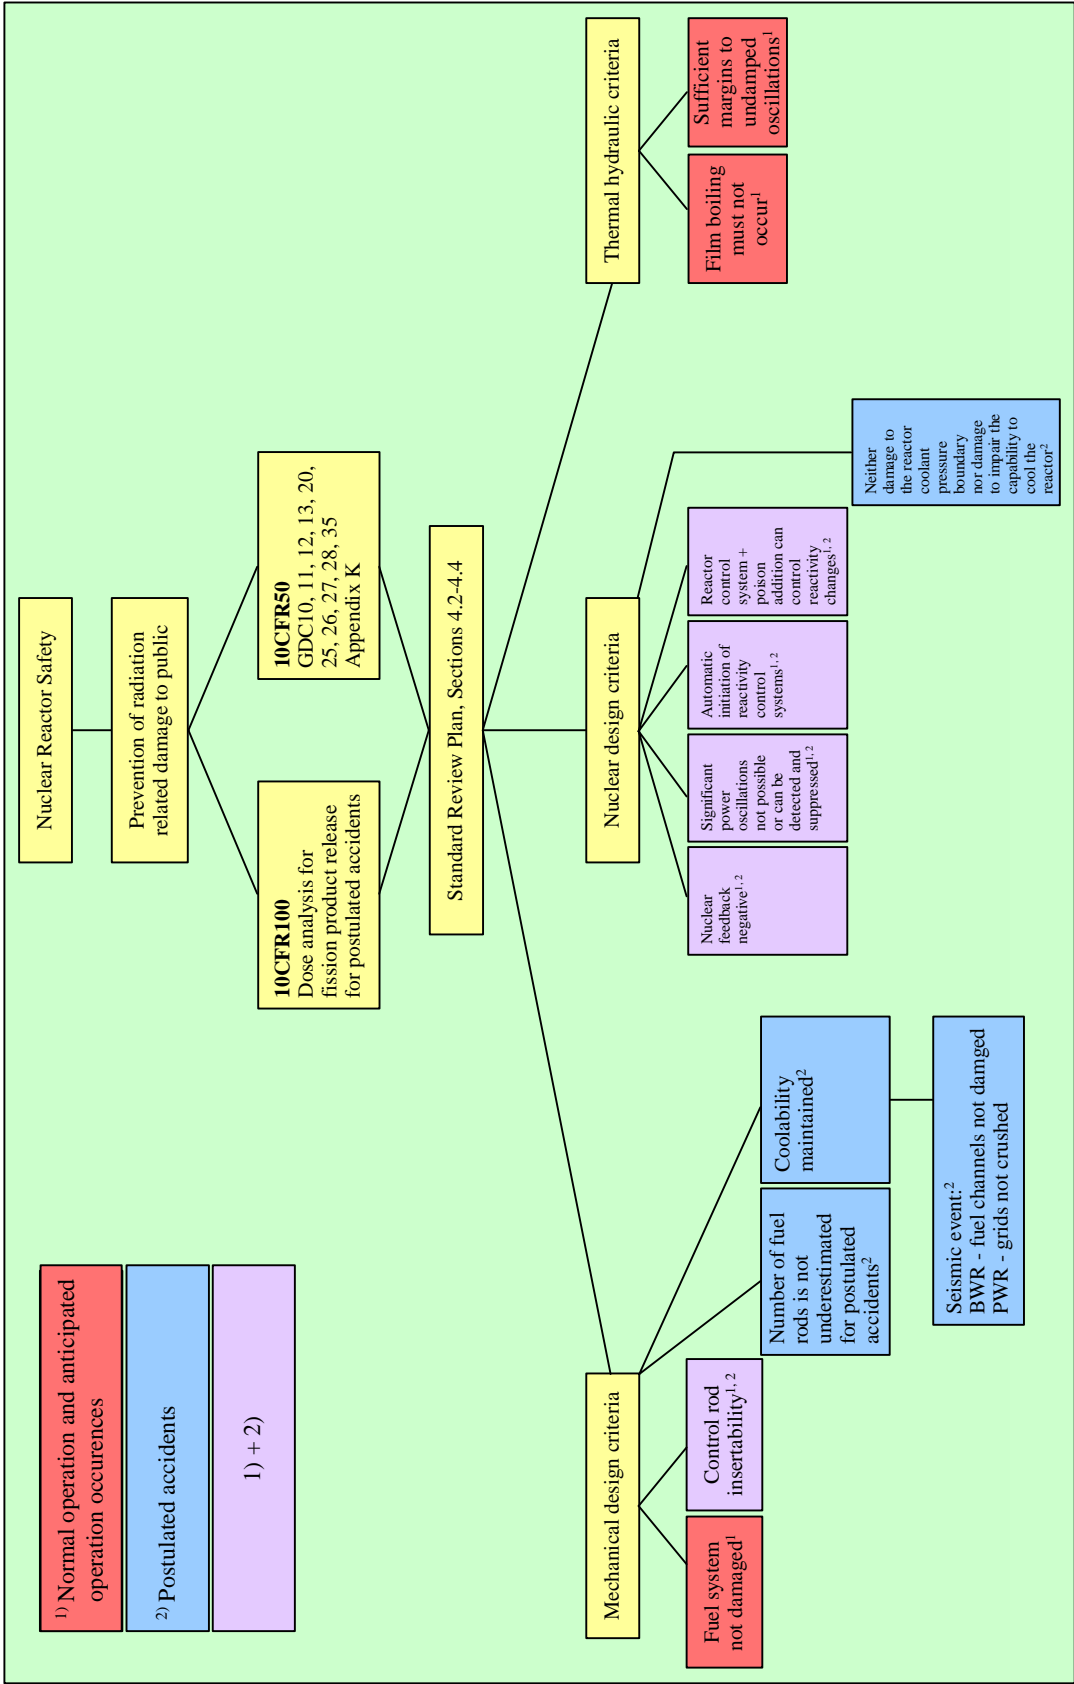 ¹⁾ Normal operation and anticipated
operation occurences
²⁾ Postulated accidents
1) + 2)
Nuclear Reactor Safety
Prevention of radiation
related damage to public
10CFR100
Dose analysis for
fission product release
for postulated accidents
10CFR50
GDC10, 11, 12, 13, 20,
25, 26, 27, 28, 35
Appendix K
Standard Review Plan, Sections 4.2-4.4
Mechanical design criteria
Fuel system
not damaged¹
Control rod
insertability¹,²
Number of fuel
rods is not
underestimated
for postulated
accidents²
Coolability
maintained²
Seismic event:²
BWR - fuel channels not damged
PWR - grids not crushed
Nuclear design criteria
Nuclear
feedback
negative¹,²
Significant
power
oscillations
not possible
or can be
detected and
suppressed¹,²
Automatic
initiation of
reactivity
control
systems¹,²
Reactor
control
system +
poison
addition can
control
reactivity
changes¹,²
Neither
damage to
the reactor
coolant
pressure
boundary
nor damage
to impair the
capability to
cool the
reactor²
Thermal hydraulic criteria
Film boiling
must not
occur¹
Sufficient
margins to
undamped
oscillations¹